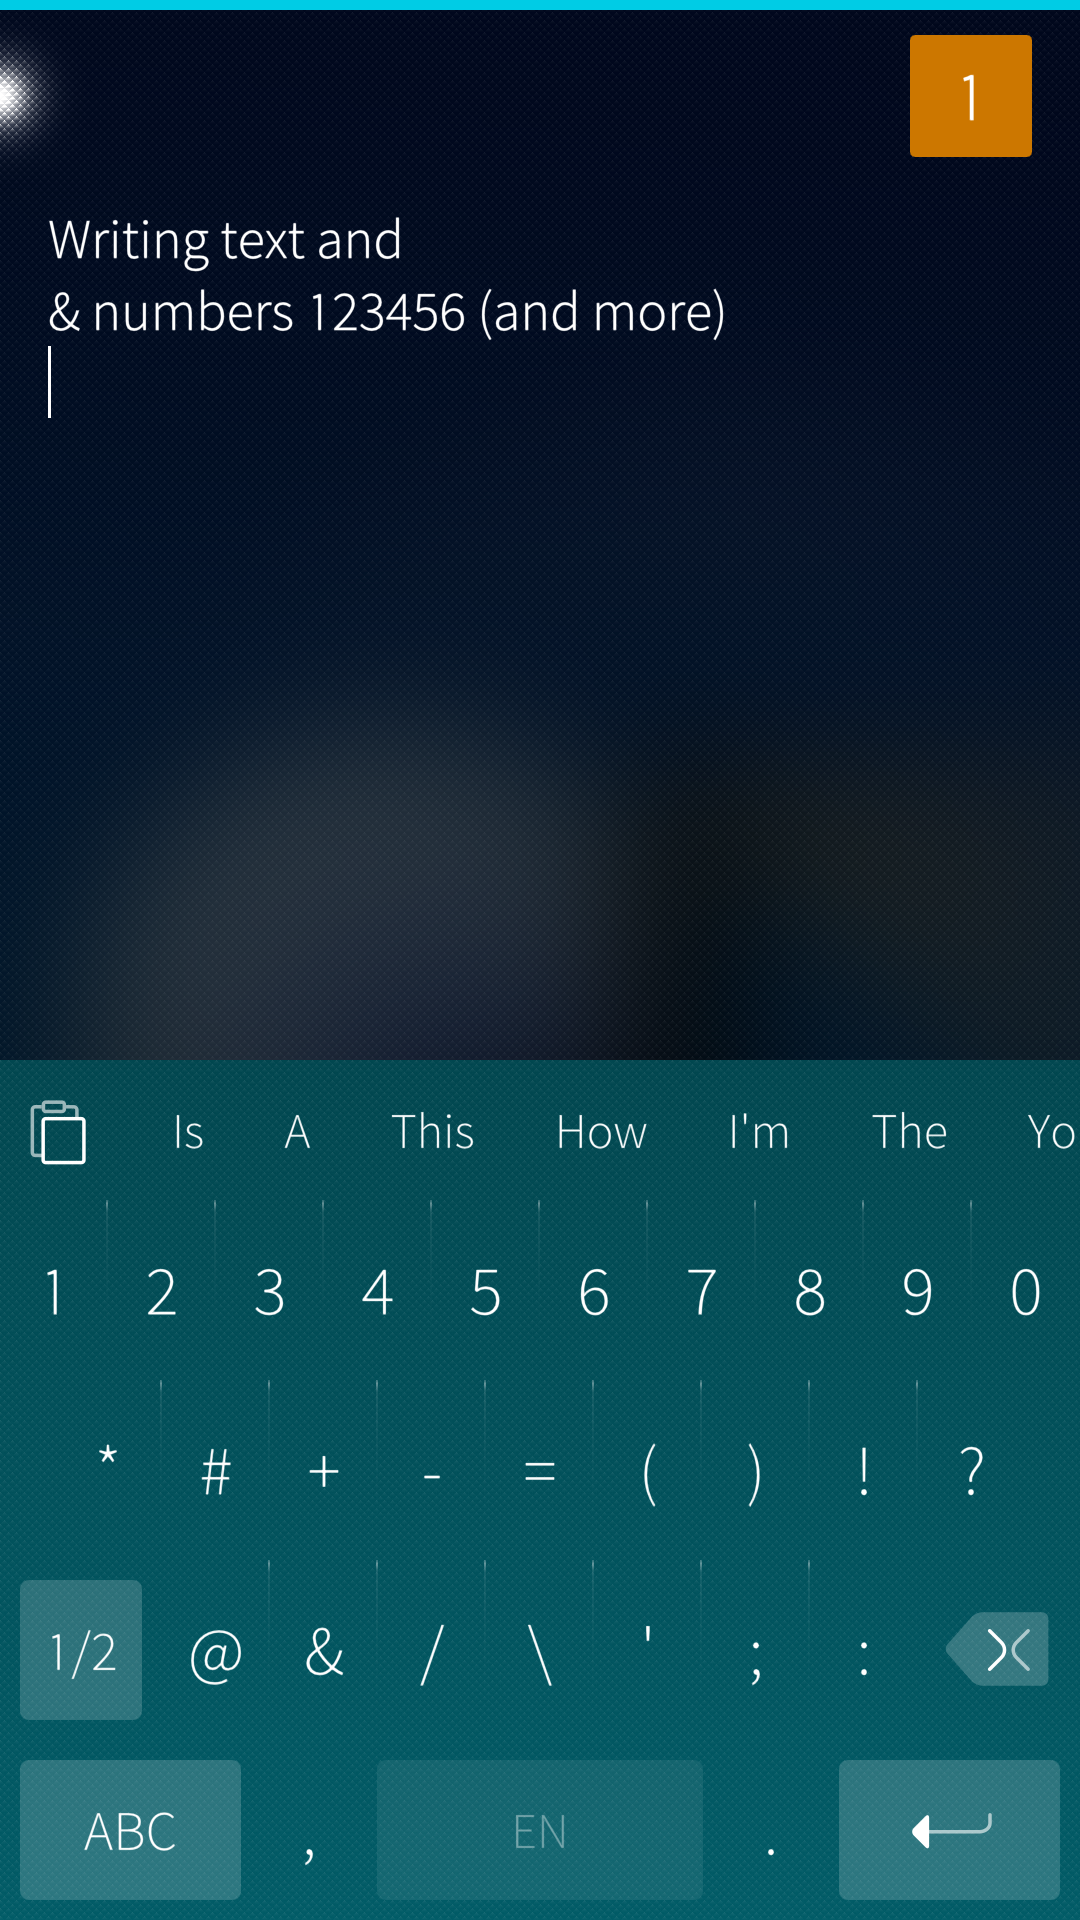 1
Writing text and
& numbers 123456 (and more)
Is A This How I'm The Yo
1 2 3 4 5 6 7 8 9 0
* # + - = ( ) ! ?
1/2 @ & / \ ' ; :
ABC , EN .